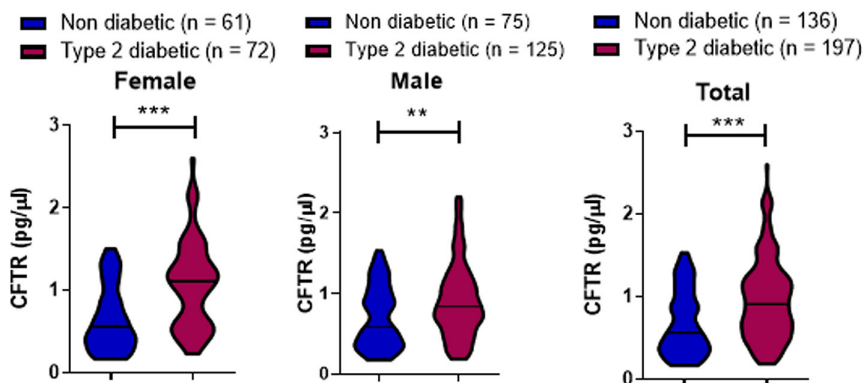 Non diabetic (n = 61)
Type 2 diabetic (n = 72)
Female
***
3
2
1
0
CFTR (pg/µl)
Non diabetic (n = 75)
Type 2 diabetic (n = 125)
Male
**
3
2
1
0
CFTR (pg/µl)
Non diabetic (n = 136)
Type 2 diabetic (n = 197)
Total
***
3
2
1
0
CFTR (pg/µl)